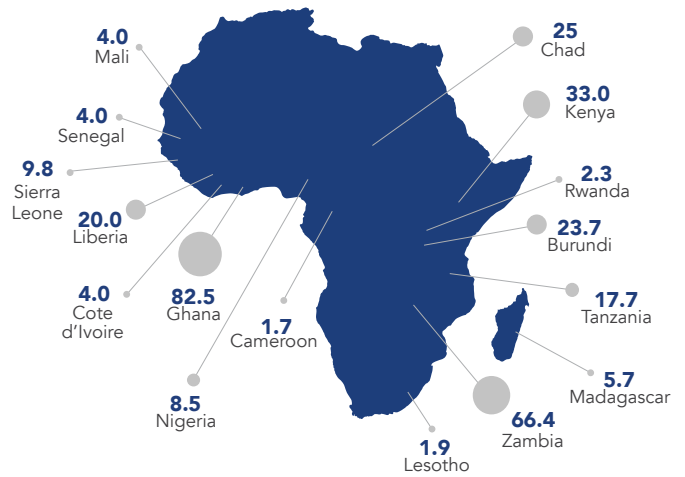 4.0
Mali
4.0
Senegal
9.8
Sierra
Leone
20.0
Liberia
4.0
Cote
d’Ivoire
82.5
Ghana
8.5
Nigeria
1.7
Cameroon
25
Chad
33.0
Kenya
2.3
Rwanda
23.7
Burundi
17.7
Tanzania
5.7
Madagascar
66.4
Zambia
1.9
Lesotho